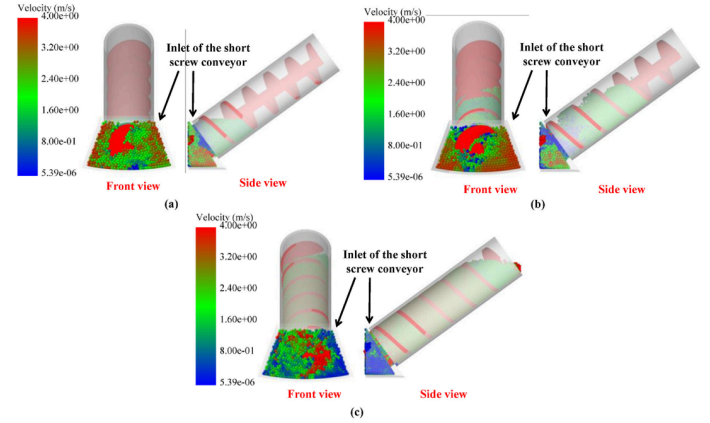 Velocity (m/s)
4.00e+00
3.20e+00
2.40e+00
1.60e+00
8.00e-01
5.39e-06
Inlet of the short
screw conveyor
Front view
Side view
(a)
Velocity (m/s)
4.00e+00
3.20e+00
2.40e+00
1.60e+00
8.00e-01
5.39e-06
Inlet of the short
screw conveyor
Front view
Side view
(b)
Velocity (m/s)
4.00e+00
3.20e+00
2.40e+00
1.60e+00
8.00e-01
5.39e-06
Inlet of the short
screw conveyor
Front view
Side view
(c)